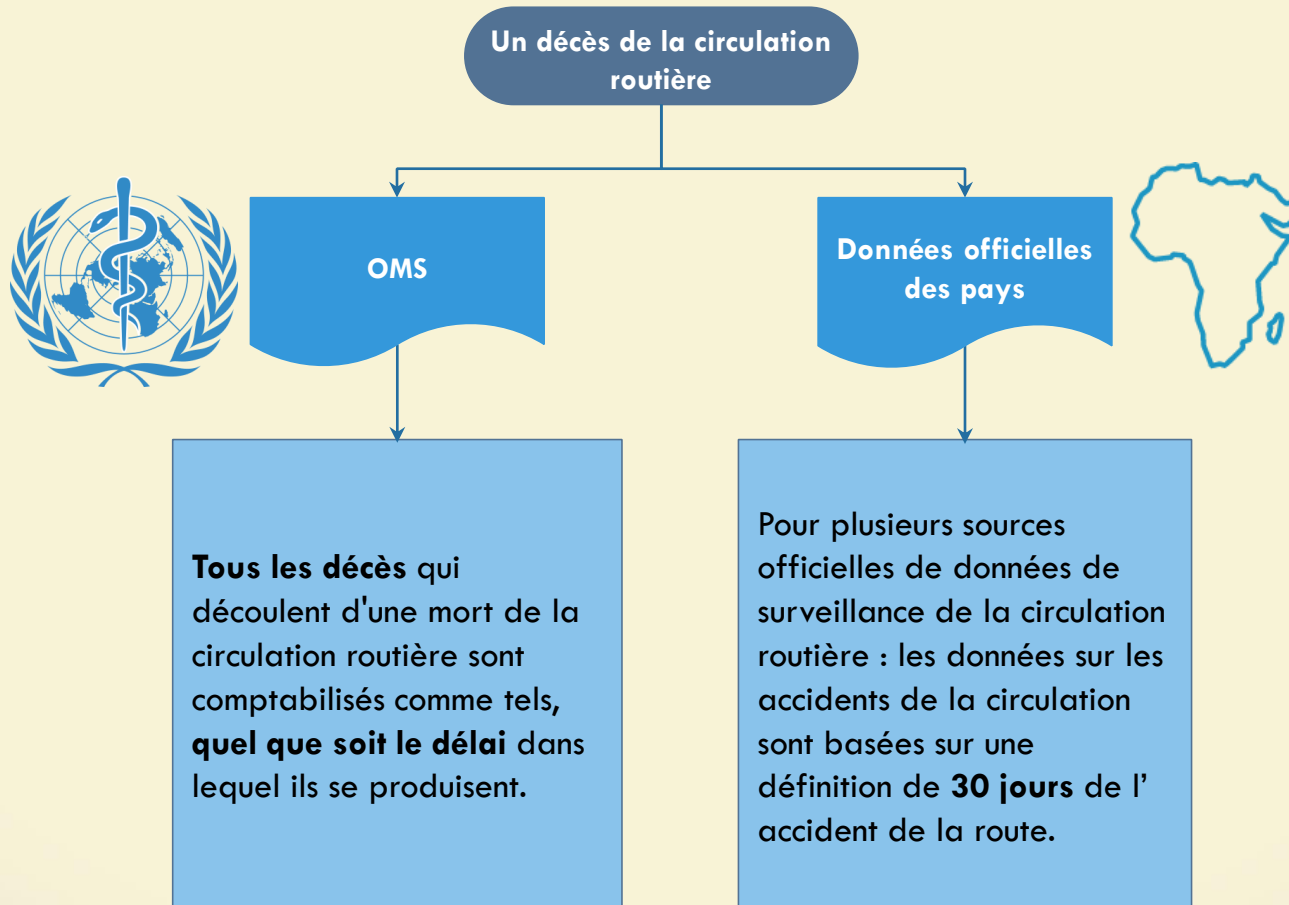 Un décès de la circulation
routière
OMS
Données officielles
des pays
Tous les décès qui
découlent d'une mort de la
circulation routière sont
comptabilisés comme tels,
quel que soit le délai dans
lequel ils se produisent.
Pour plusieurs sources
officielles de données de
surveillance de la circulation
routière : les données sur les
accidents de la circulation
sont basées sur une
définition de 30 jours de l’
accident de la route.